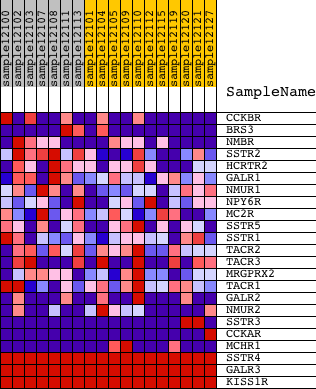 sample12100
sample12102
sample12103
sample12107
sample12108
sample12111
sample12113
sample12101
sample12104
sample12105
sample12109
sample12110
sample12112
sample12115
sample12119
sample12120
sample12121
sample12127
SampleName
CCKBR
BRS3
NMBR
SSTR2
HCRTR2
GALR1
NMUR1
NPY6R
MC2R
SSTR5
SSTR1
TACR2
TACR3
MRGPRX2
TACR1
GALR2
NMUR2
SSTR3
CCKAR
MCHR1
SSTR4
GALR3
KISS1R